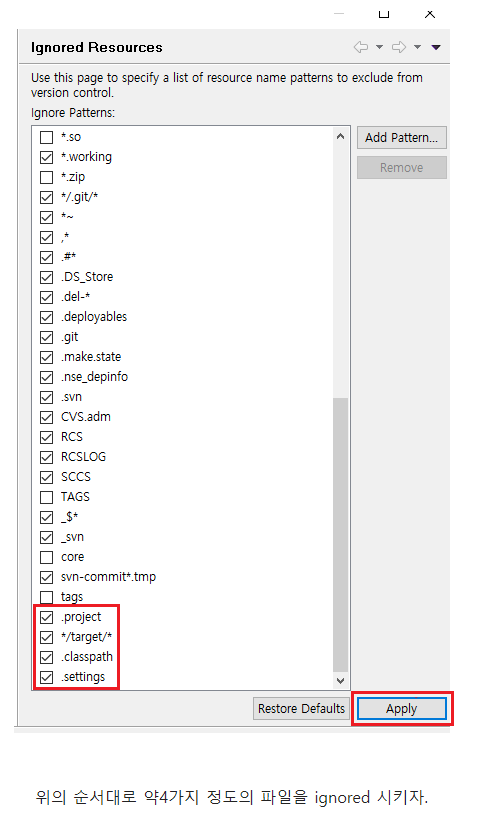 Ignored Resources
Use this page to specify a list of resource name patterns to exclude from
version control.
Ignore Patterns:
*.so
*.working
*.zip
*/.git/*
*~
,*
.#*
.DS_Store
.del-*
.deployables
.git
.make.state
.nse_depinfo
.svn
CVS.adm
RCS
RCSLOG
SCCS
TAGS
_$*
_svn
core
svn-commit*.tmp
tags
.project
*/target/*
.classpath
.settings
Add Pattern...
Remove
Restore Defaults
Apply
위의 순서대로 약4가지 정도의 파일을 ignored 시키자.